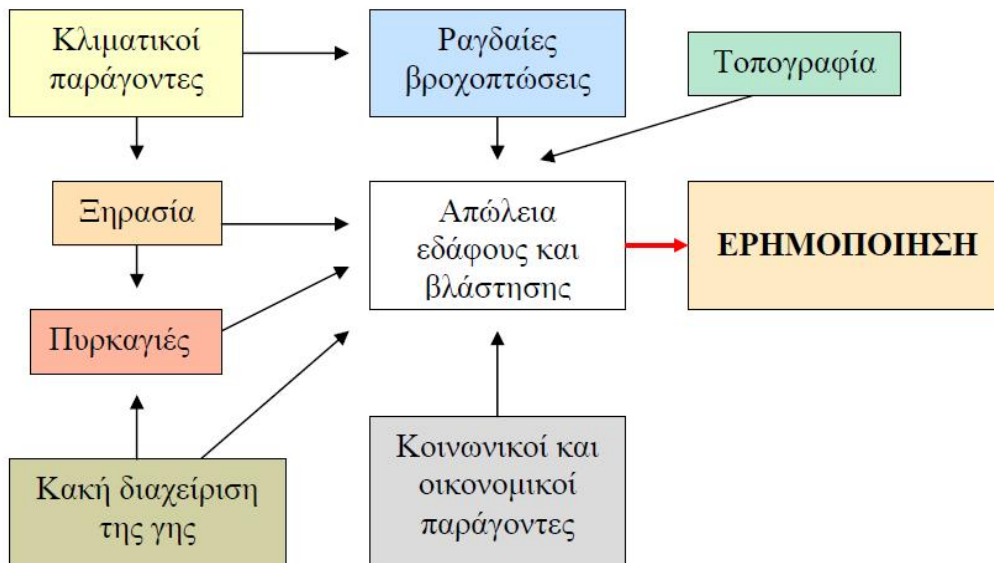 Κλιματικοί
παράγοντες
Ραγδαίες
βροχοπτώσεις
Τοπογραφία
Ξηρασία
Απώλεια
εδάφους και
βλάστησης
ΕΡΗΜΟΠΟΙΗΣΗ
Πυρκαγιές
Κακή διαχείριση
της γης
Κοινωνικοί και
οικονομικοί
παράγοντες